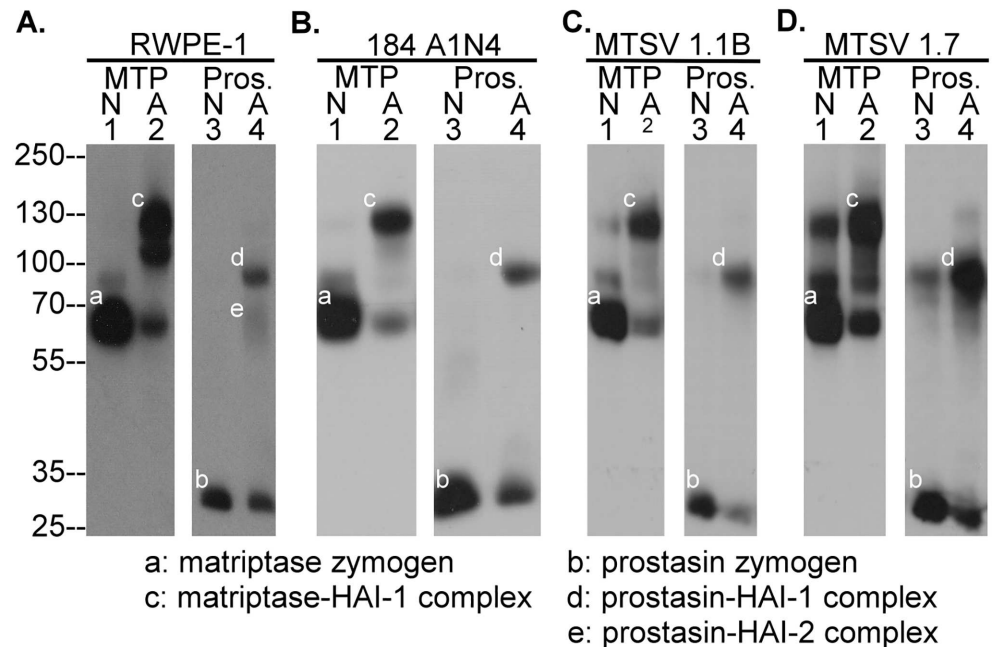 A. B. C. D.
RWPE-1 184 A1N4 MTSV 1.1B MTSV 1.7
MTP Pros. MTP Pros. MTP Pros. MTP Pros.
N A N A N A N A N A N A N A N A
1 2 3 4 1 2 3 4 1 2 3 4 1 2 3 4
250--
130-- c c c c
100-- d d d d
70-- a e a a a
55--
35-- b b b b
25--
a: matriptase zymogen b: prostasin zymogen
c: matriptase-HAI-1 complex d: prostasin-HAI-1 complex
e: prostasin-HAI-2 complex